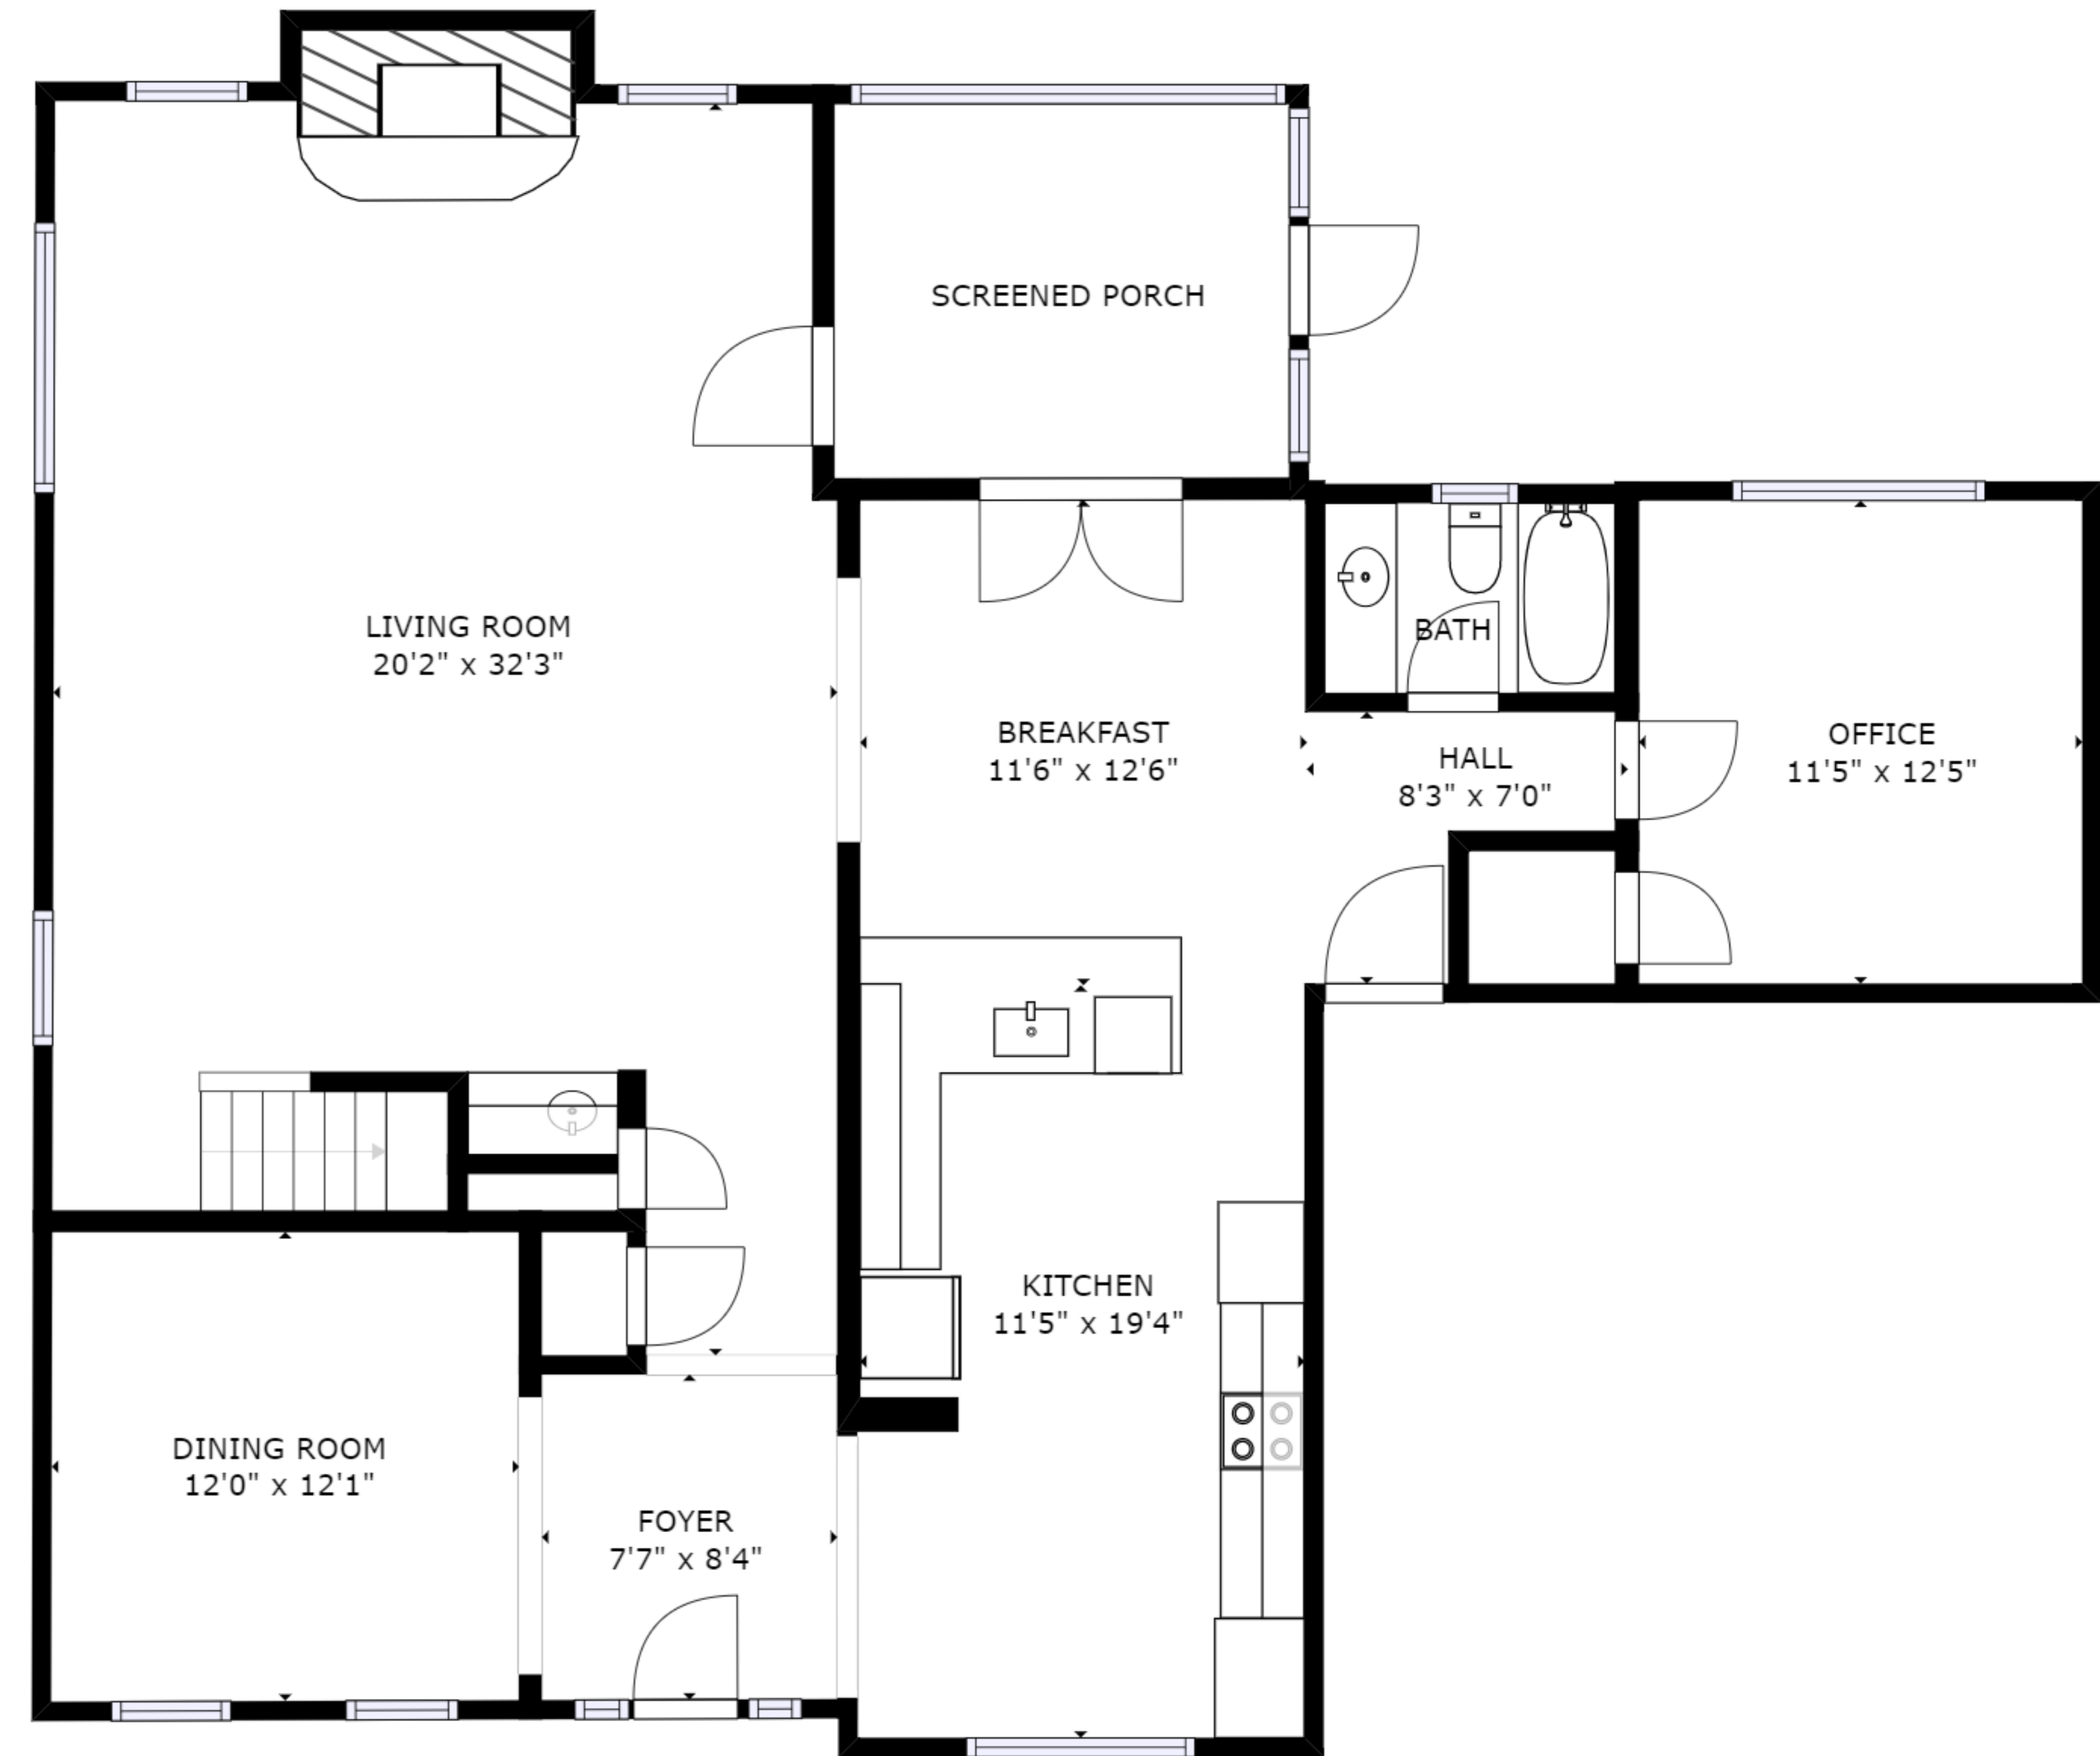 SCREENED PORCH
LIVING ROOM
20'2" x 32'3"
BATH
BREAKFAST
11'6" x 12'6"
HALL
8'3" x 7'0"
OFFICE
11'5" x 12'5"
KITCHEN
11'5" x 19'4"
DINING ROOM
12'0" x 12'1"
FOYER
7'7" x 8'4"